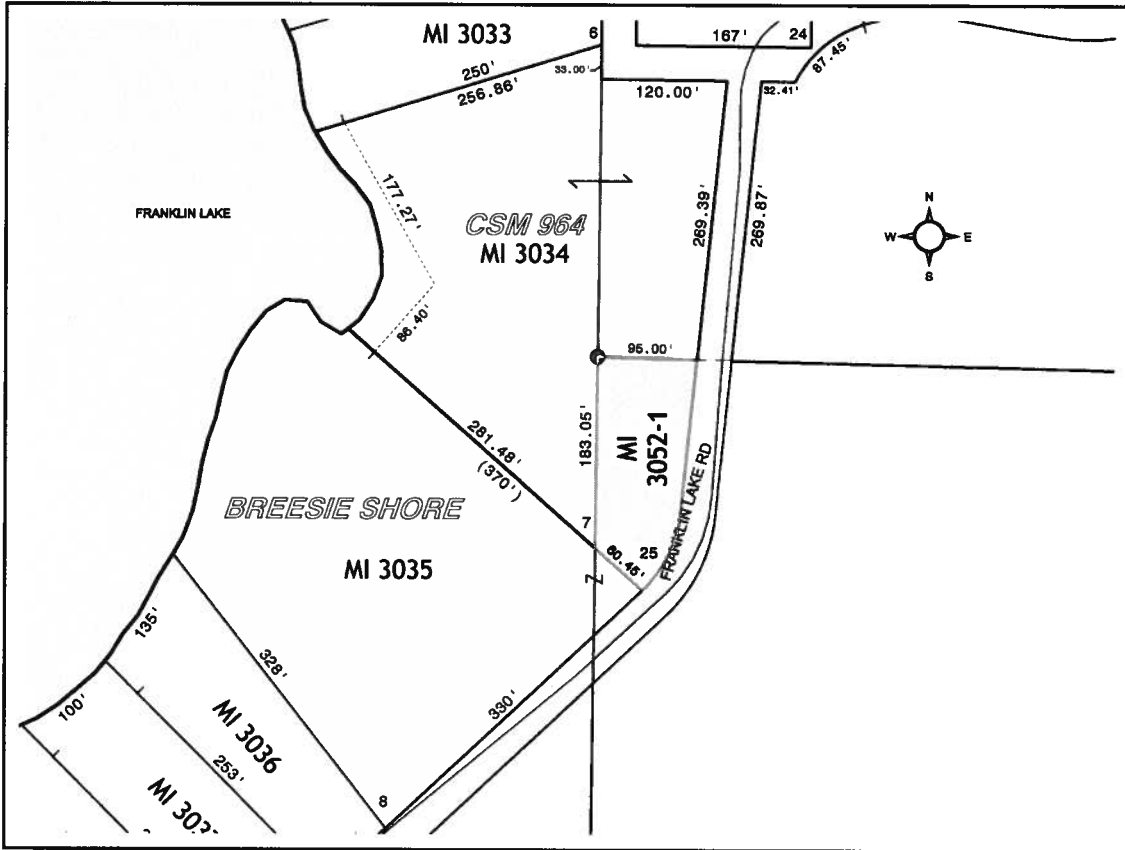 MI 3033
6
167'
24
87.45'
250'
256.86'
33.00'
120.00'
32.41'
177.27'
FRANKLIN LAKE
CSM 964
MI 3034
269.39'
269.87'
N
W
E
S
86.40'
95.00'
183.05'
MI
3052-1
281.48'
(370')
FRANKLIN LAKE RD
BREESIE SHORE
7
25
60.45'
MI 3035
135'
328'
330'
100'
MI 3036
253'
8